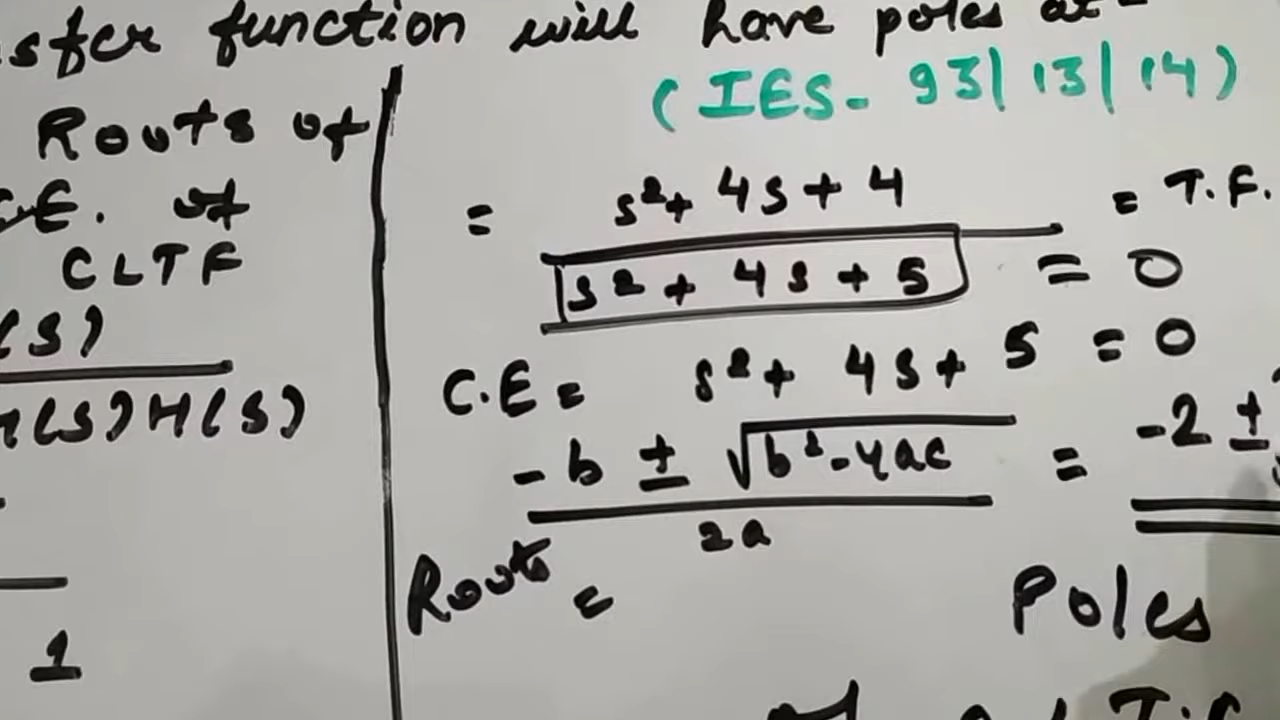 sfer function will have poles at
(IES- 93/13/14)
Roots of
C.E. of
CLTF
(s)
(s)H(s)
1
= s²+ 4s + 4 = T.F.
s² + 4s + 5 = 0
C.E = s²+ 4s + 5 = 0
-b ± √b²-4ac = -2 ±
2a
Roots =
Poles